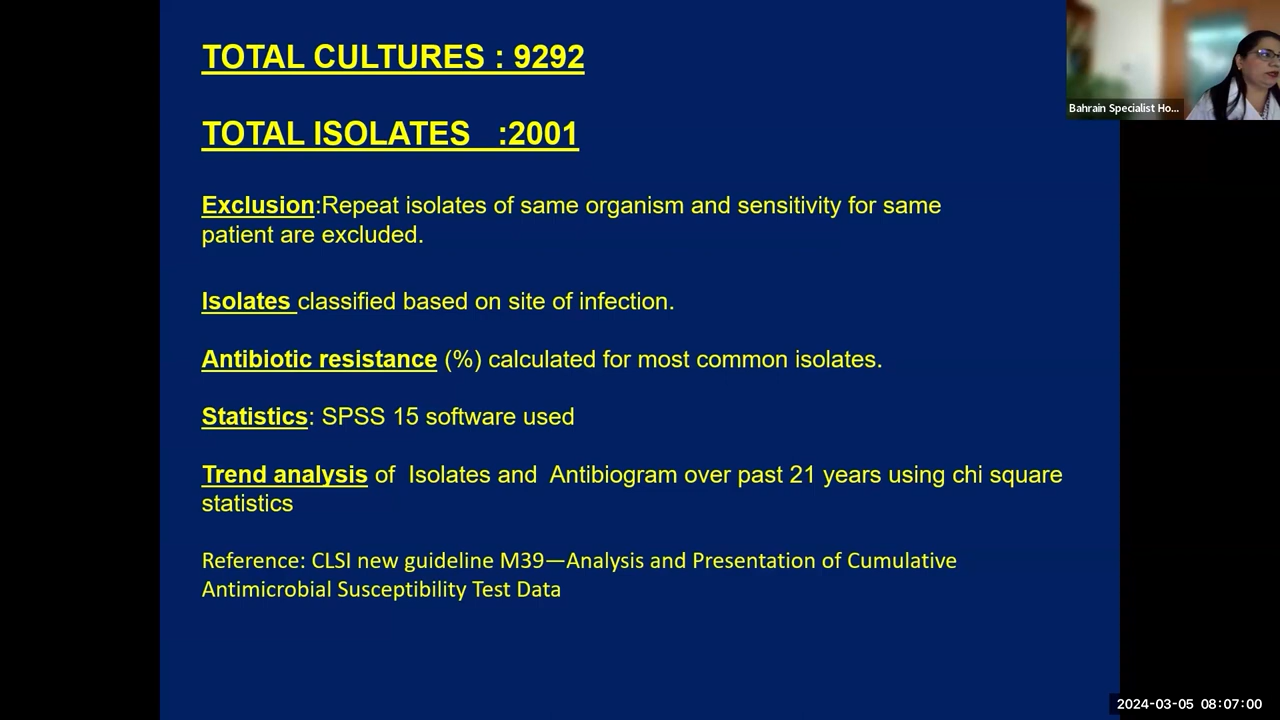 TOTAL CULTURES : 9292
TOTAL ISOLATES :2001
Exclusion:Repeat isolates of same organism and sensitivity for same
patient are excluded.
Isolates classified based on site of infection.
Antibiotic resistance (%) calculated for most common isolates.
Statistics: SPSS 15 software used
Trend analysis of Isolates and Antibiogram over past 21 years using chi square
statistics
Reference: CLSI new guideline M39—Analysis and Presentation of Cumulative
Antimicrobial Susceptibility Test Data
Bahrain Specialist Ho...
2024-03-05 08:07:00